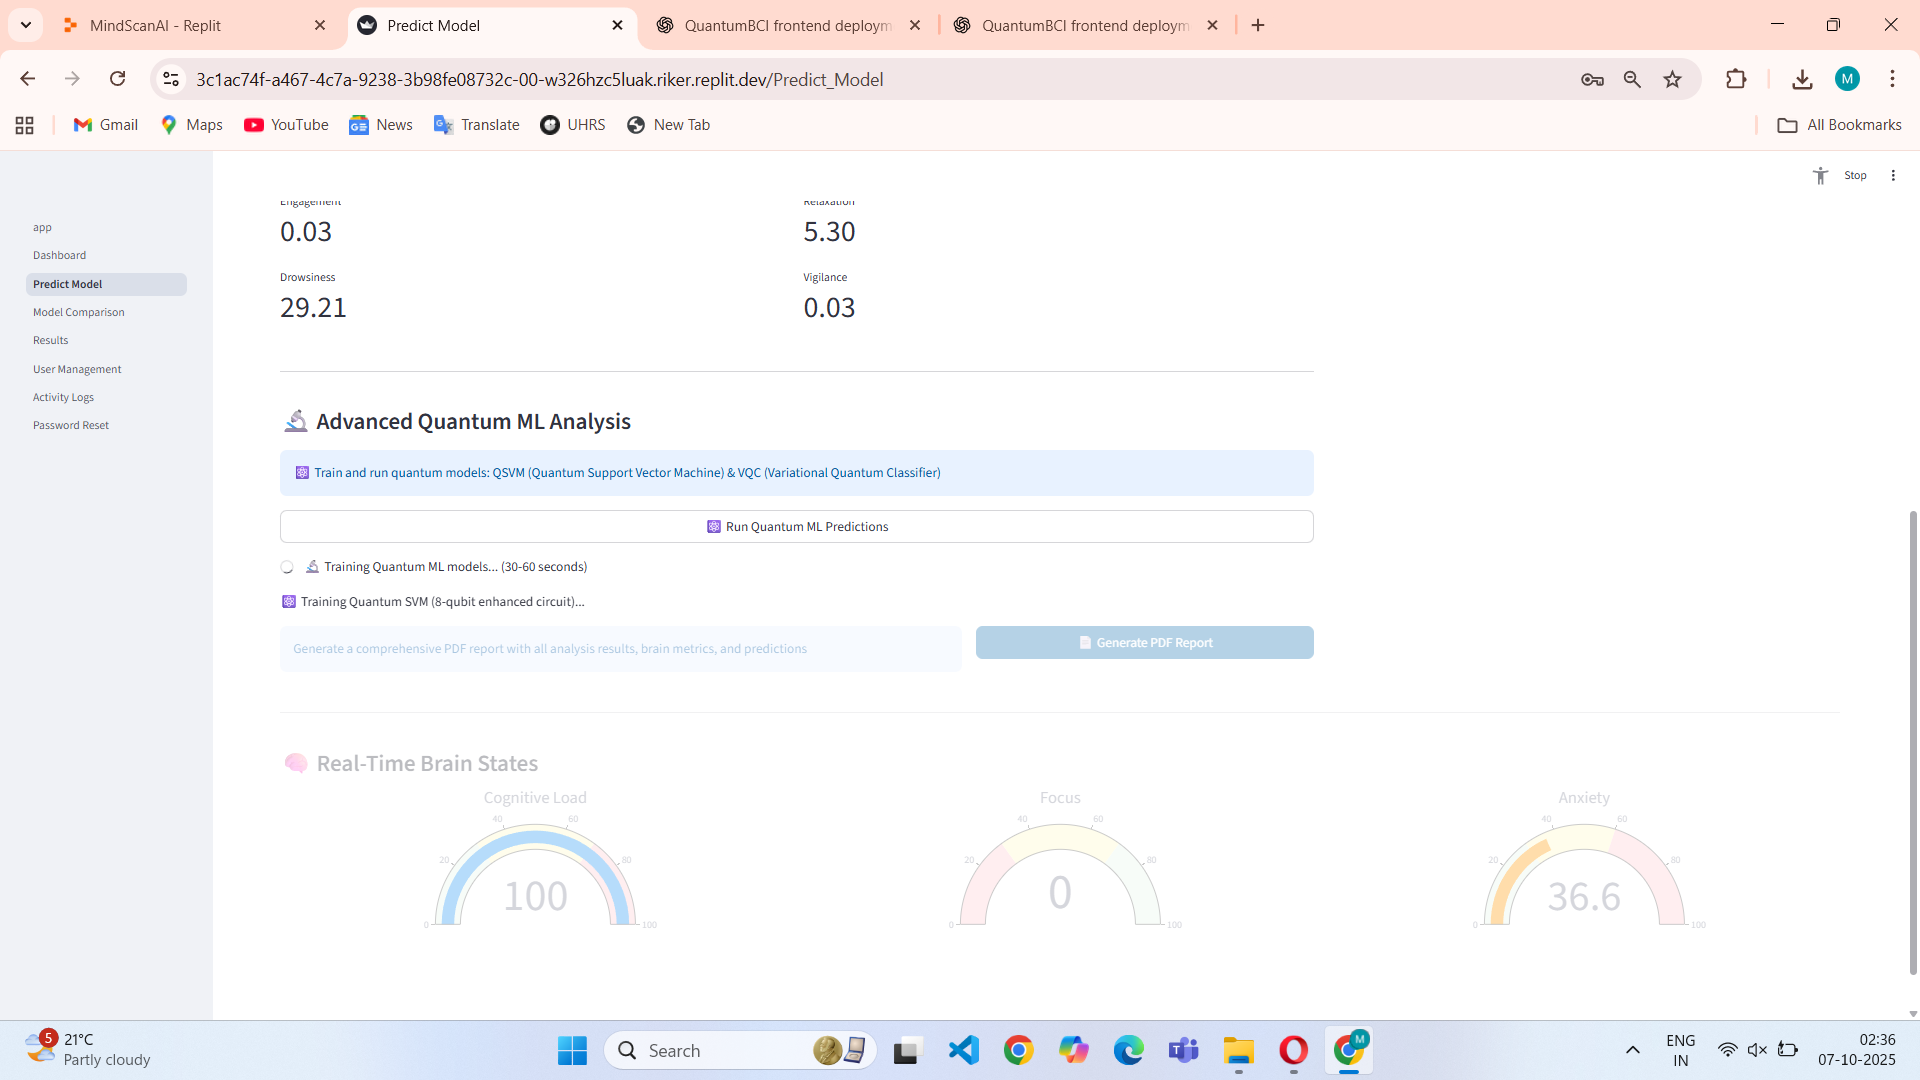 MindScanAI - Replit
Predict Model
QuantumBCI frontend deploym
QuantumBCI frontend deploym
3c1ac74f-a467-4c7a-9238-3b98fe08732c-00-w326hzc5luak.riker.replit.dev/Predict_Model
M
Gmail
Maps
YouTube
News
Translate
UHRS
New Tab
All Bookmarks
Stop
app
Dashboard
Predict Model
Model Comparison
Results
User Management
Activity Logs
Password Reset
Engagement
Relaxation
0.03
5.30
Drowsiness
Vigilance
29.21
0.03
Advanced Quantum ML Analysis
Train and run quantum models: QSVM (Quantum Support Vector Machine) & VQC (Variational Quantum Classifier)
Run Quantum ML Predictions
Training Quantum ML models... (30-60 seconds)
Training Quantum SVM (8-qubit enhanced circuit)...
Generate a comprehensive PDF report with all analysis results, brain metrics, and predictions
Generate PDF Report
Real-Time Brain States
Cognitive Load
0
20
40
60
80
100
100
Focus
0
20
40
60
80
100
0
Anxiety
0
20
40
60
80
100
36.6
5
21°C
Partly cloudy
Search
M
ENG
IN
02:36
07-10-2025